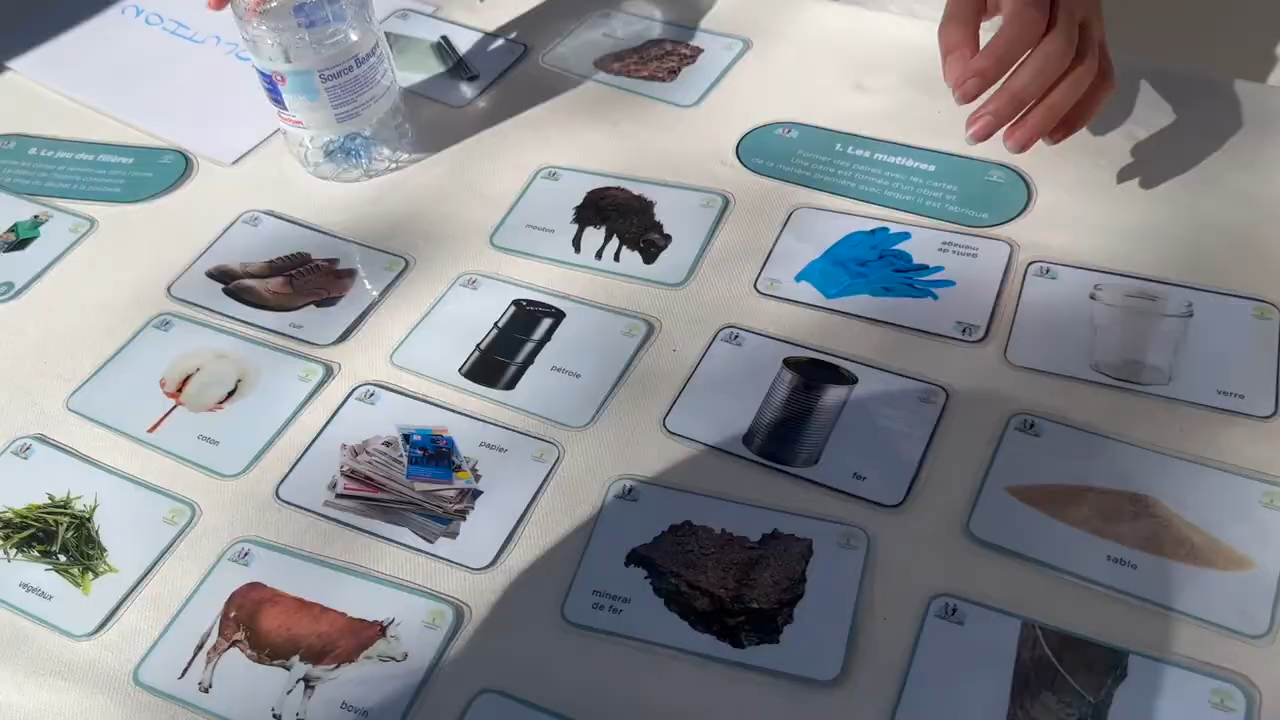 Source Beaupré
6. Le jeu des filières
1. Les matières
Former des paires avec les cartes.
Une paire est formée d'un objet et
de la matière première avec lequel il est fabriqué.
mouton
gants de
ménage
cuir
pétrole
verre
coton
papier
fer
sable
végétaux
minerai
de fer
bovin